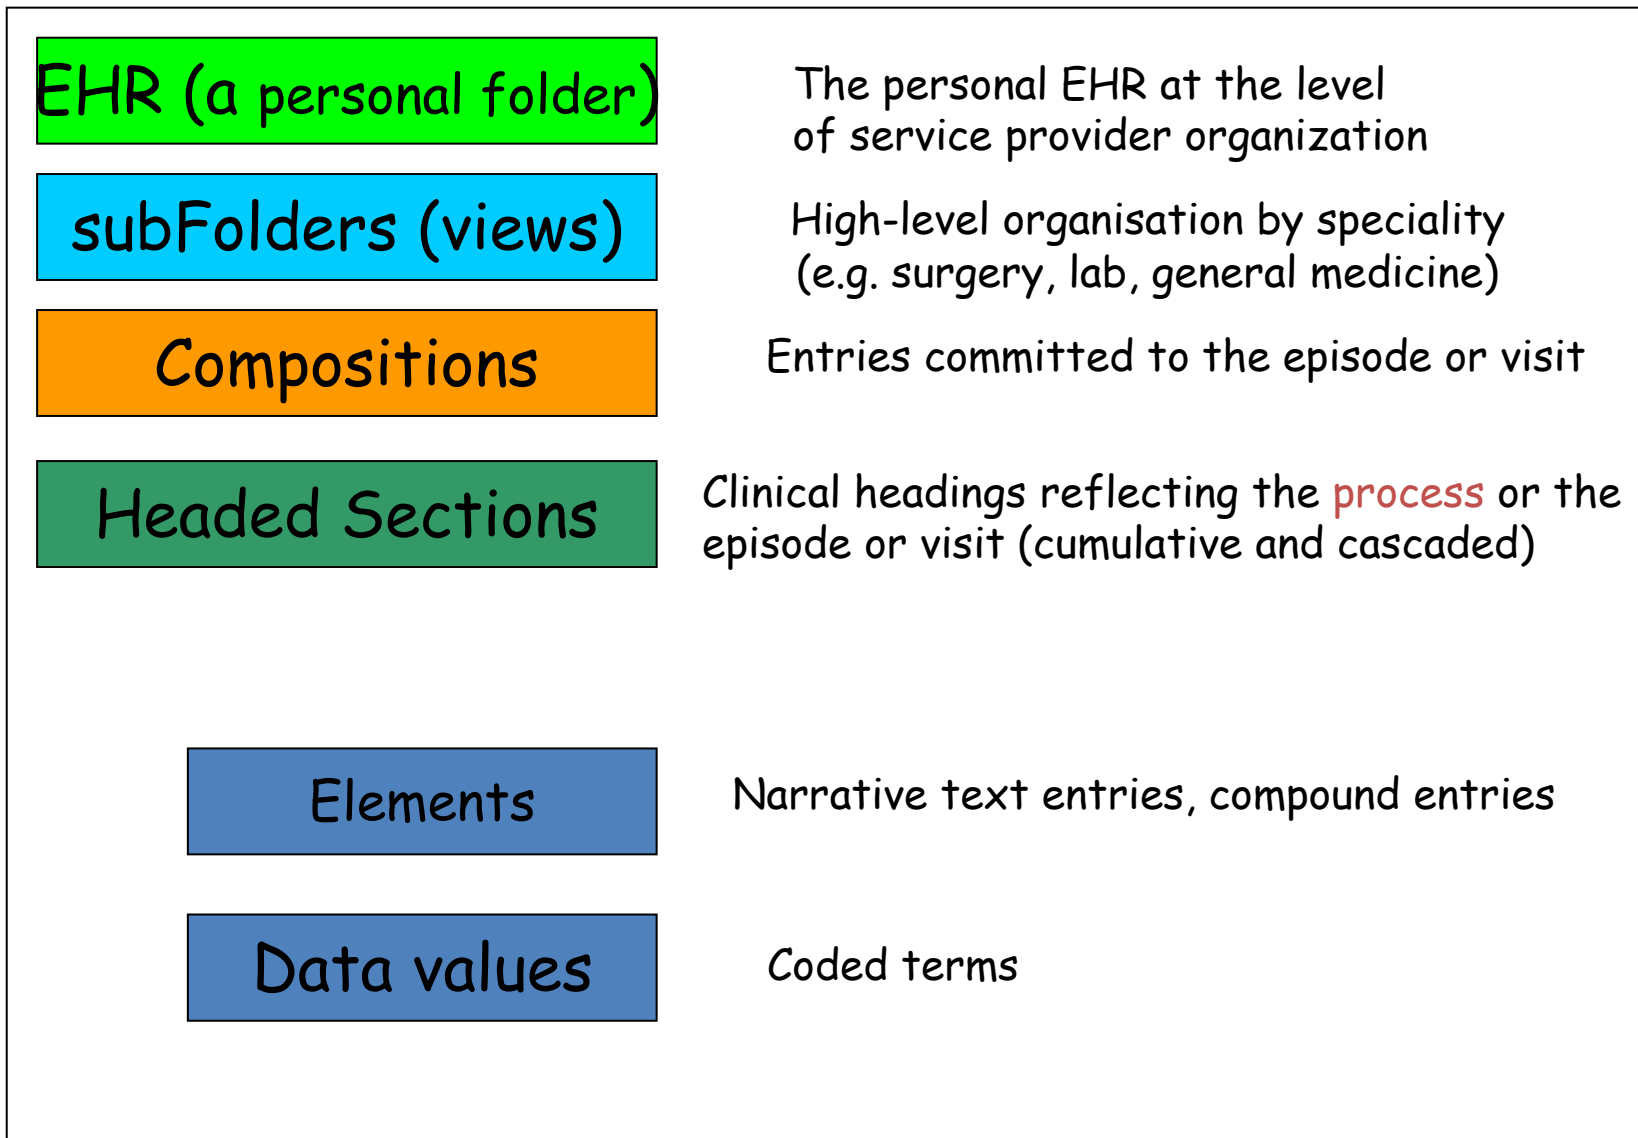 EHR (a personal folder)
The personal EHR at the level
of service provider organization
subFolders (views)
High-level organisation by speciality
(e.g. surgery, lab, general medicine)
Compositions
Entries committed to the episode or visit
Headed Sections
Clinical headings reflecting the process or the
episode or visit (cumulative and cascaded)
Elements
Narrative text entries, compound entries
Data values
Coded terms